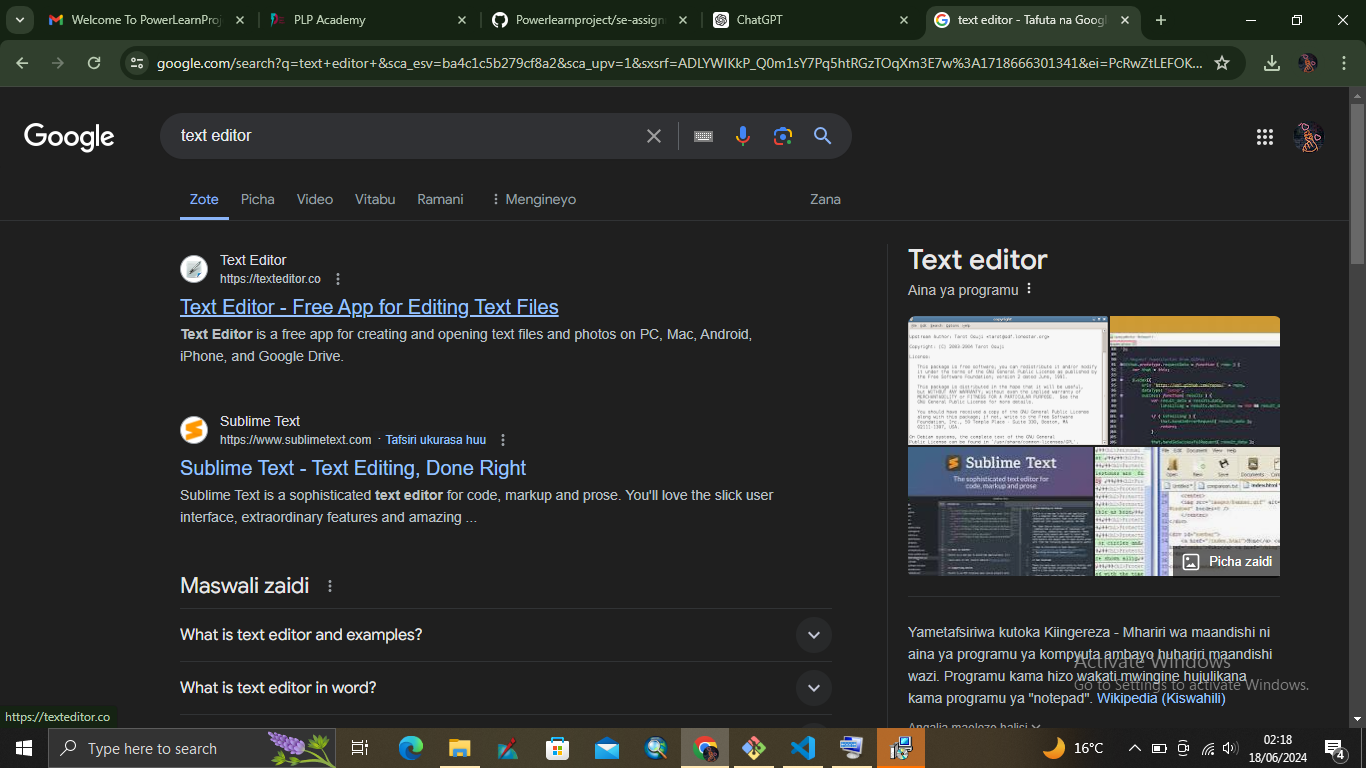 Welcome To PowerLearnProj
PLP Academy
Powerlearnproject/se-assign
ChatGPT
text editor - Tafuta na Googl
google.com/search?q=text+editor+&sca_esv=ba4c1c5b279cf8a2&sca_upv=1&sxsrf=ADLYWIKkP_Q0m1sY7Pq5htRGzTOqXm3E7w%3A1718666301341&ei=PcRwZtLEFOK...
Google
text editor
Zote Picha Video Vitabu Ramani Mengineyo Zana
Text Editor
https://texteditor.co
Text Editor - Free App for Editing Text Files
Text Editor is a free app for creating and opening text files and photos on PC, Mac, Android,
iPhone, and Google Drive.
Sublime Text
https://www.sublimetext.com · Tafsiri ukurasa huu
Sublime Text - Text Editing, Done Right
Sublime Text is a sophisticated text editor for code, markup and prose. You'll love the slick user
interface, extraordinary features and amazing ...
Maswali zaidi
What is text editor and examples?
What is text editor in word?
Text editor
Aina ya programu
Sublime Text
The sophisticated text editor for
code, markup and prose
Picha zaidi
Yametafsiriwa kutoka Kiingereza - Mhariri wa maandishi ni
aina ya programu ya kompyuta ambayo huhariri maandishi
wazi. Programu kama hizo wakati mwingine hujulikana
kama programu ya "notepad". Wikipedia (Kiswahili)
Angalia maelezo halisi
Activate Windows
Go to Settings to activate Windows.
https://texteditor.co
Type here to search
16°C
02:18
18/06/2024
4